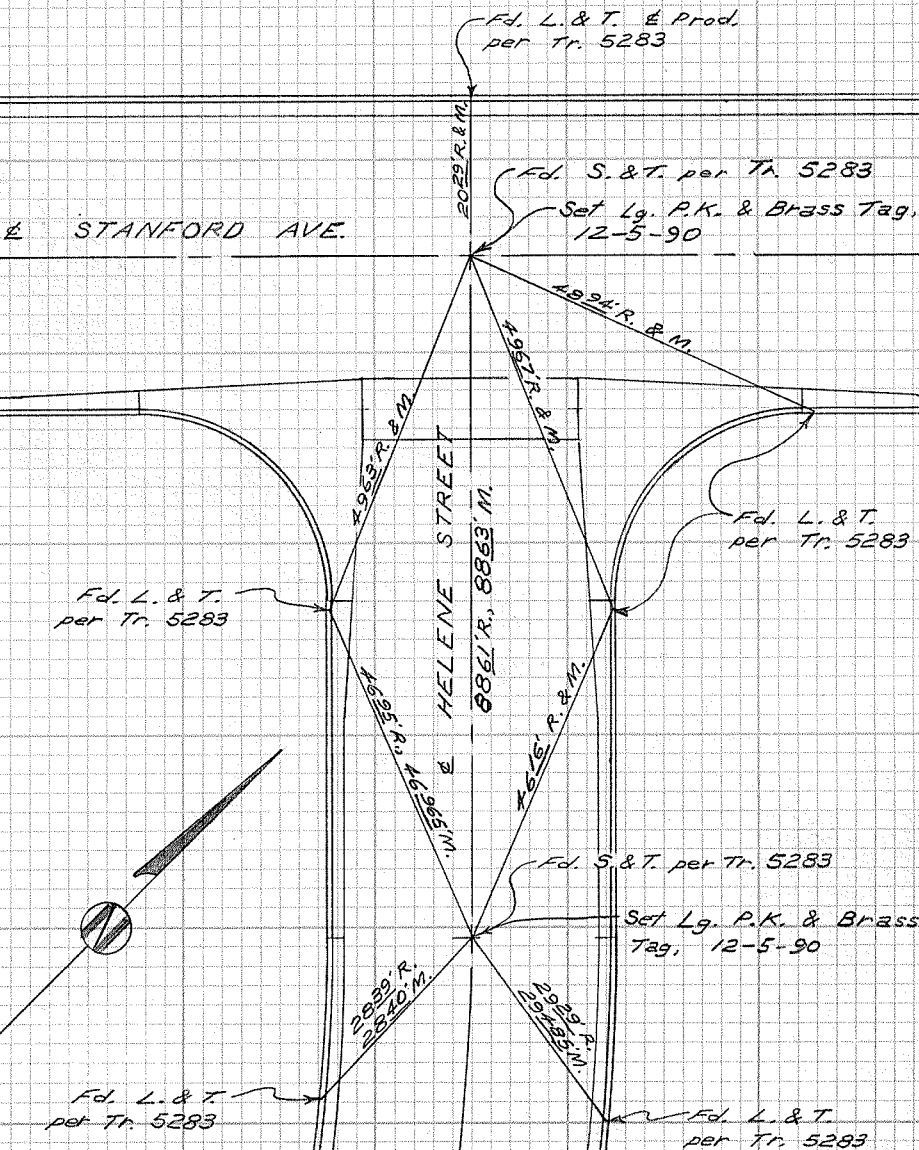 Fd. L. & T. ℄ Prod.
per Tr. 5283
20 29' R. & M.
Fd. S. & T. per Tr. 5283
Set Lg. P.K. & Brass Tag,
12-5-90
℄ STANFORD AVE.
48 94' R. & M.
49 63' R. & M.
49 67' R. & M.
℄ HELENE STREET
88 61' R., 88 63' M.
Fd. L. & T.
per Tr. 5283
Fd. L. & T.
per Tr. 5283
46 95' R., 46 965' M.
46 16' R. & M.
Fd. S. & T. per Tr. 5283
Set Lg. P.K. & Brass
Tag, 12-5-90
N
28 39' R.
28 40' M.
29 29' R.
29 485' M.
Fd. L. & T.
per Tr. 5283
Fd. L. & T.
per Tr. 5283